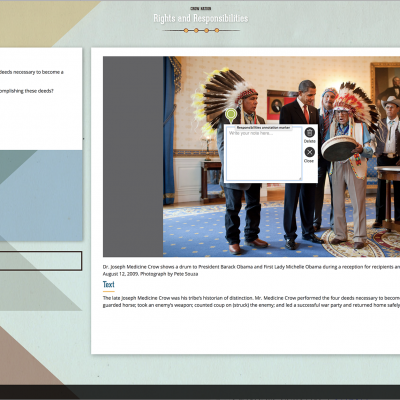 CROW NATION
Rights and Responsibilities
deeds necessary to become a
complishing these deeds?
Responsibilities annotation marker
Write your note here...
Delete
Close
Dr. Joseph Medicine Crow shows a drum to President Barack Obama and First Lady Michelle Obama during a reception for recipients an
August 12, 2009. Photograph by Pete Souza
Text
The late Joseph Medicine Crow was his tribe's historian of distinction. Mr. Medicine Crow performed the four deeds necessary to becom
guarded horse; took an enemy's weapon; counted coup on (struck) the enemy; and led a successful war party and returned home safely